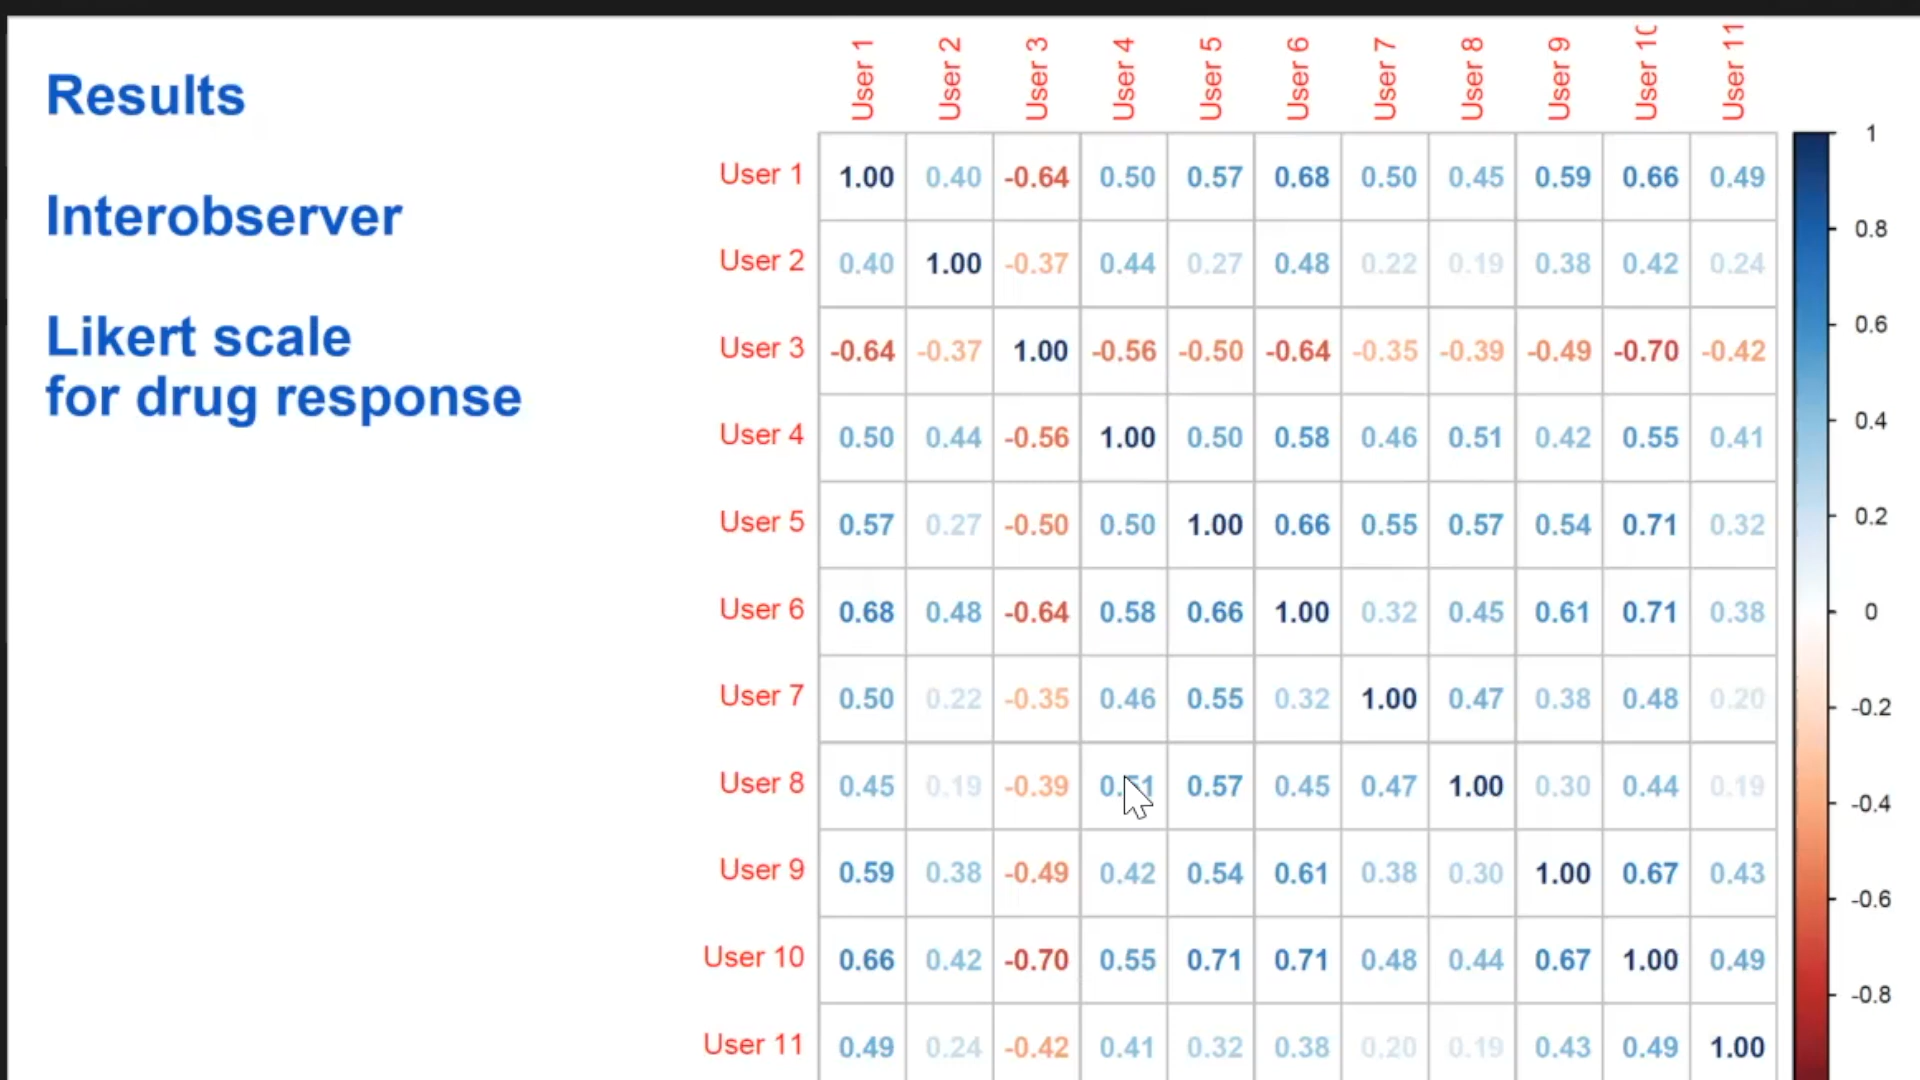 Results
Interobserver
Likert scale
for drug response
User 1 User 2 User 3 User 4 User 5 User 6 User 7 User 8 User 9 User 10 User 11
User 1 1.00 0.40 -0.64 0.50 0.57 0.68 0.50 0.45 0.59 0.66 0.49
User 2 0.40 1.00 -0.37 0.44 0.27 0.48 0.22 0.19 0.38 0.42 0.24
User 3 -0.64 -0.37 1.00 -0.56 -0.50 -0.64 -0.35 -0.39 -0.49 -0.70 -0.42
User 4 0.50 0.44 -0.56 1.00 0.50 0.58 0.46 0.51 0.42 0.55 0.41
User 5 0.57 0.27 -0.50 0.50 1.00 0.66 0.55 0.57 0.54 0.71 0.32
User 6 0.68 0.48 -0.64 0.58 0.66 1.00 0.32 0.45 0.61 0.71 0.38
User 7 0.50 0.22 -0.35 0.46 0.55 0.32 1.00 0.47 0.38 0.48 0.20
User 8 0.45 0.19 -0.39 0.51 0.57 0.45 0.47 1.00 0.30 0.44 0.19
User 9 0.59 0.38 -0.49 0.42 0.54 0.61 0.38 0.30 1.00 0.67 0.43
User 10 0.66 0.42 -0.70 0.55 0.71 0.71 0.48 0.44 0.67 1.00 0.49
User 11 0.49 0.24 -0.42 0.41 0.32 0.38 0.20 0.19 0.43 0.49 1.00
1
0.8
0.6
0.4
0.2
0
-0.2
-0.4
-0.6
-0.8